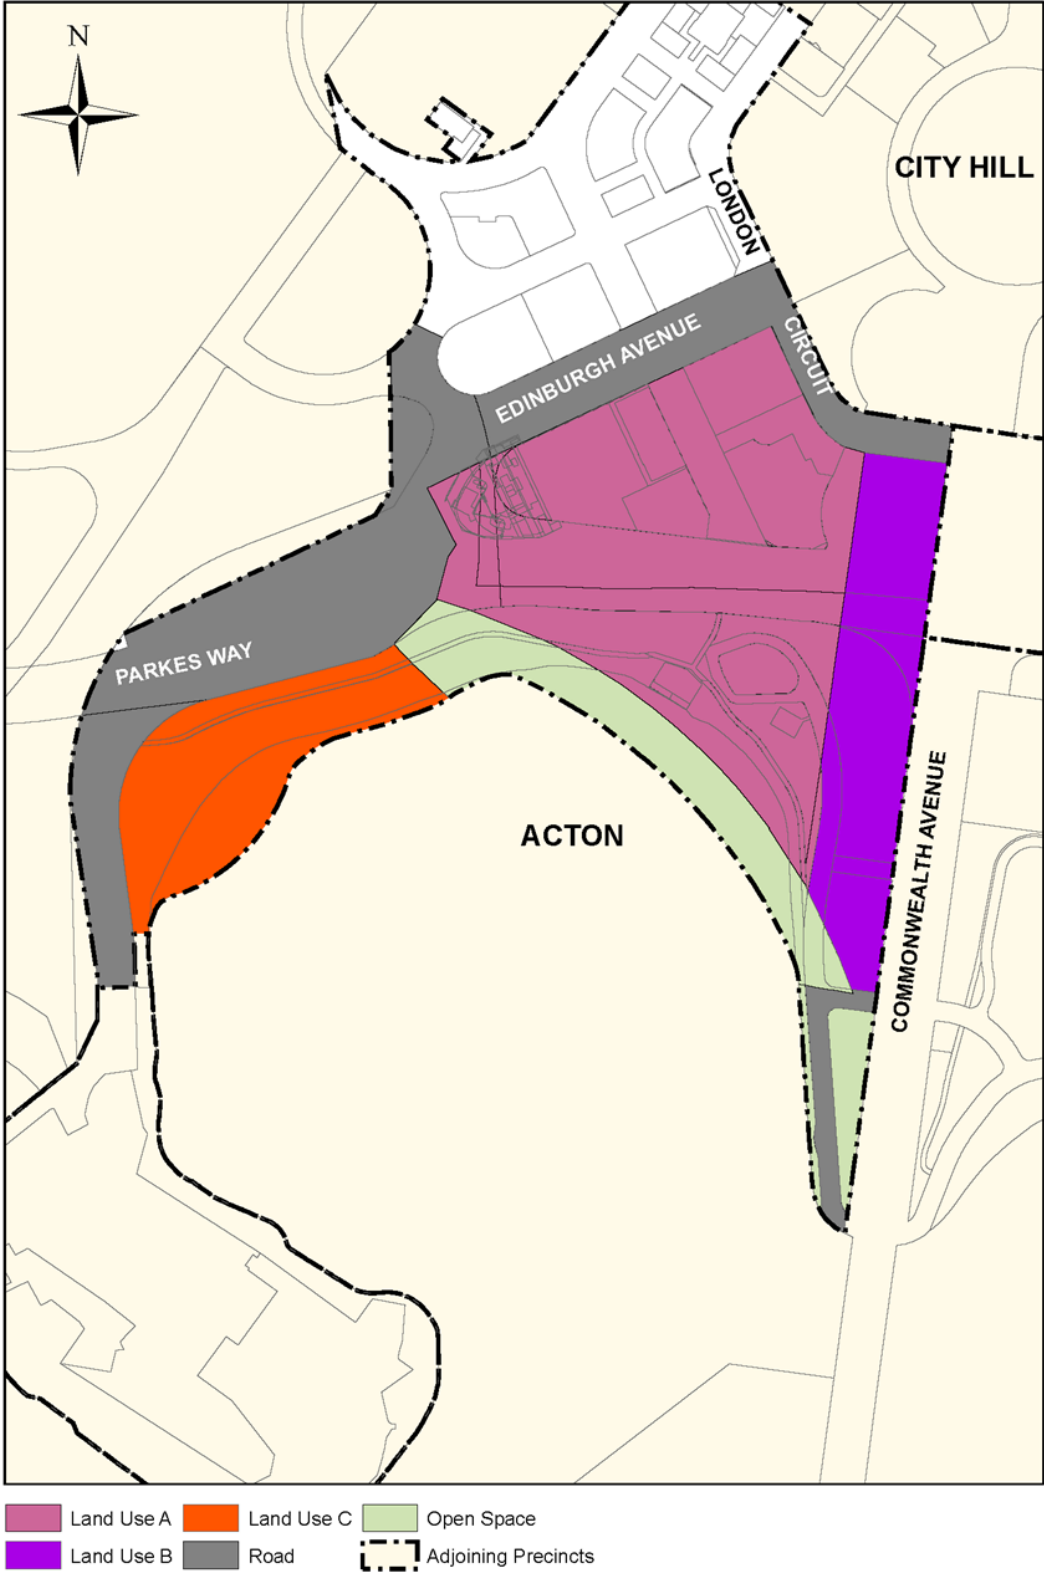 N
CITY HILL
LONDON
CIRCUIT
EDINBURGH AVENUE
PARKES WAY
ACTON
COMMONWEALTH AVENUE
Land Use A
Land Use C
Open Space
Land Use B
Road
Adjoining Precincts